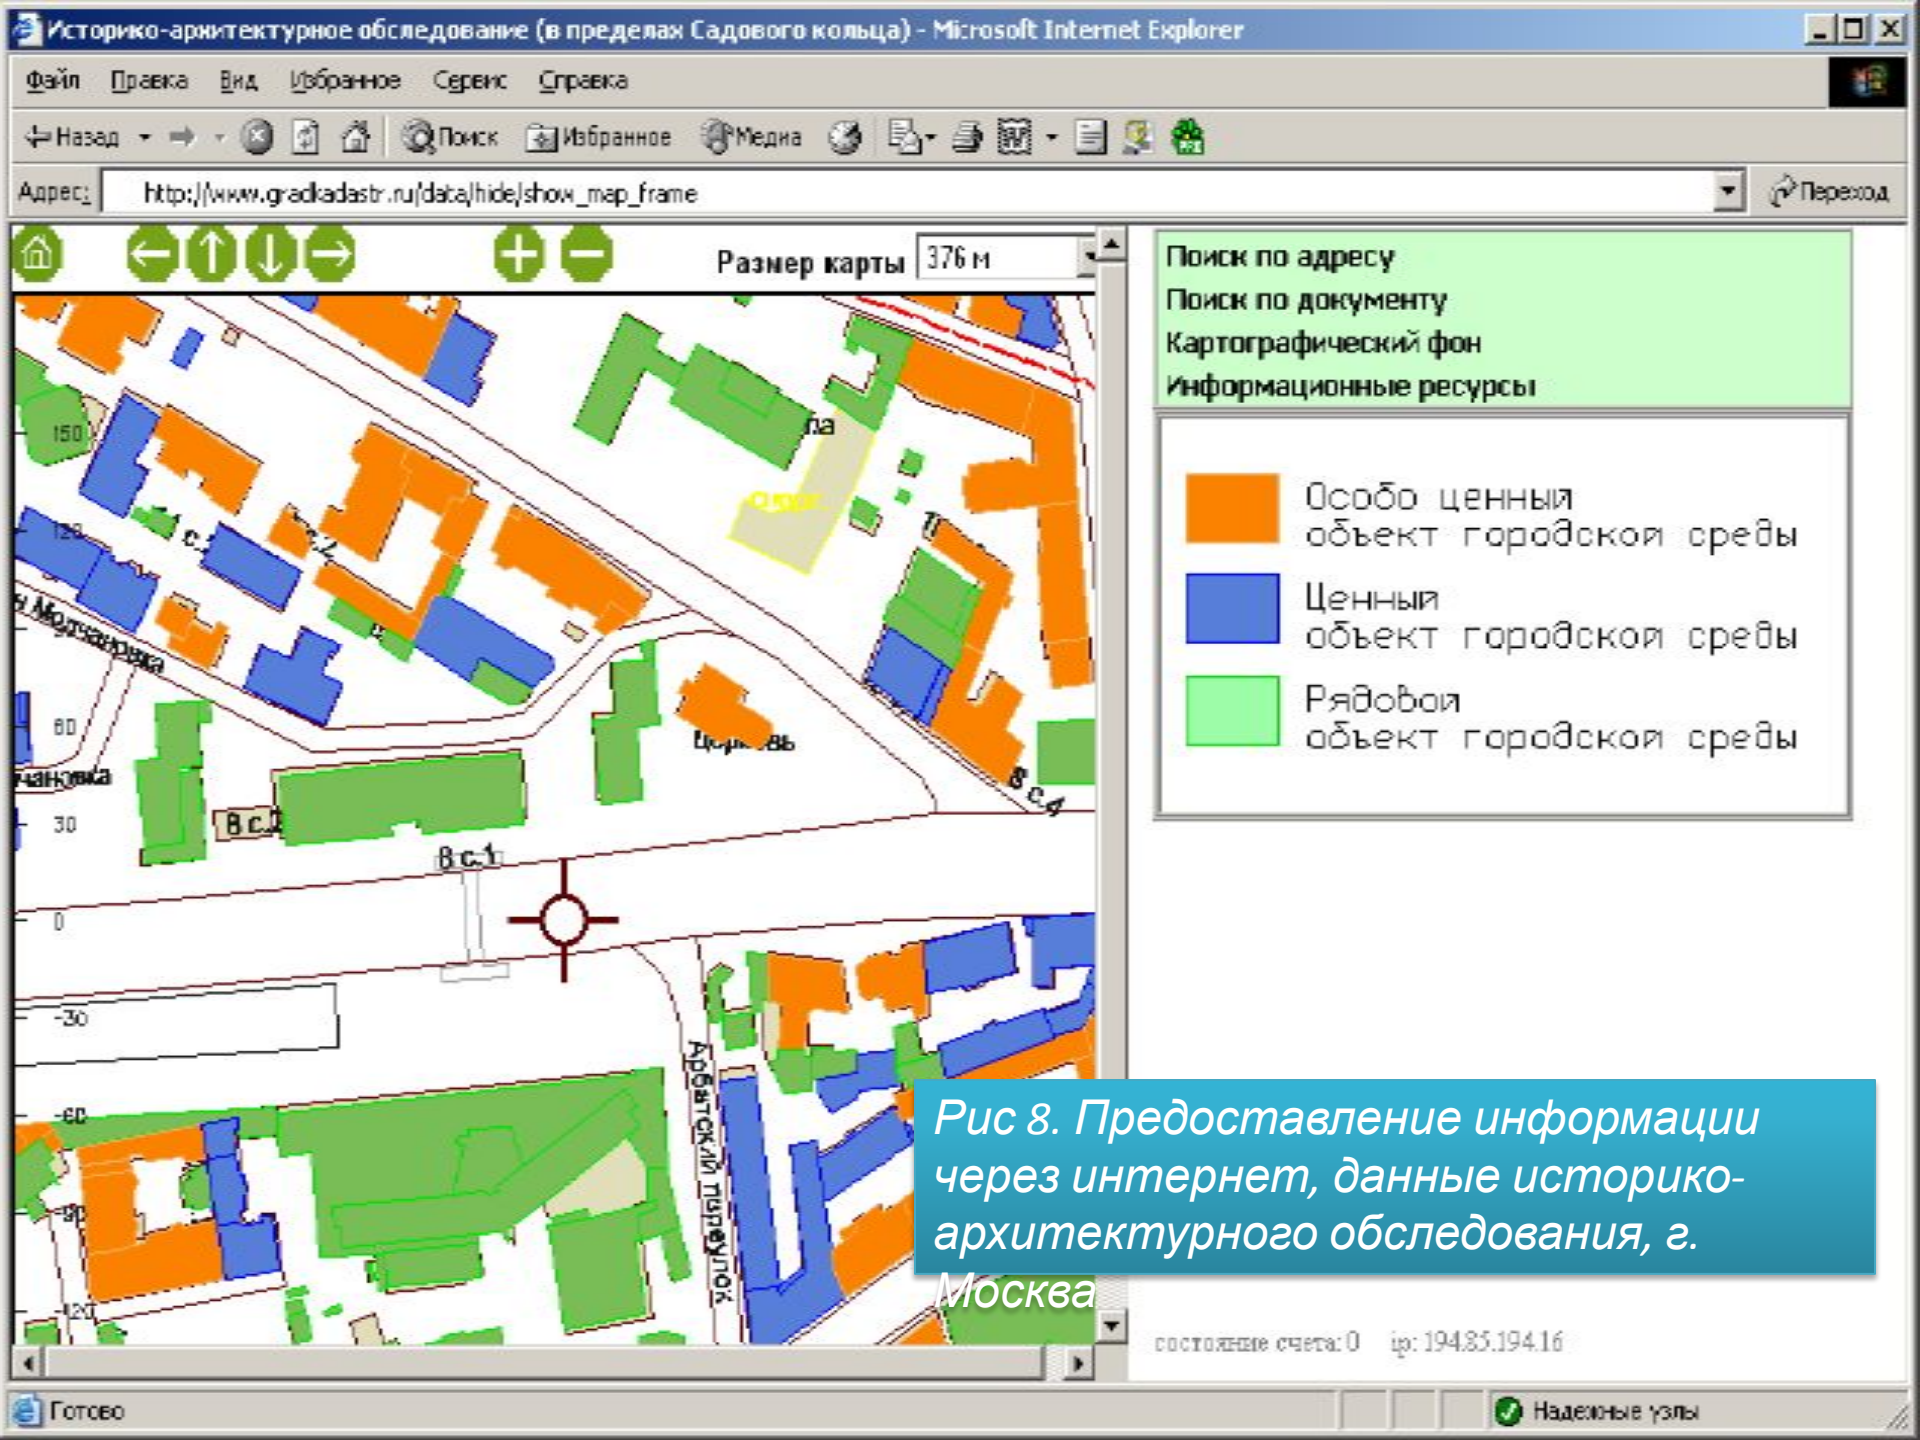 Историко-архитектурное обследование (в пределах Садового кольца) - Microsoft Internet Explorer
Файл Правка Вид Избранное Сервис Справка
Назад Поиск Избранное Медиа
Адрес: http://www.gradkadastr.ru/data/hide/show_map_frame Переход
Размер карты 376 м
Поиск по адресу
Поиск по документу
Картографический фон
Информационные ресурсы
Особо ценный
объект городской среды
Ценный
объект городской среды
Рядовой
объект городской среды
150
120
60
30
0
-30
-60
-90
-120
Молчановка
чановка
Церковь
8 с.4
8 с.1
Арбатский переулок
Рис 8. Предоставление информации
через интернет, данные историко-
архитектурного обследования, г.
Москва
состояние счета: 0 ip: 194.85.194.16
Готово Надежные узлы